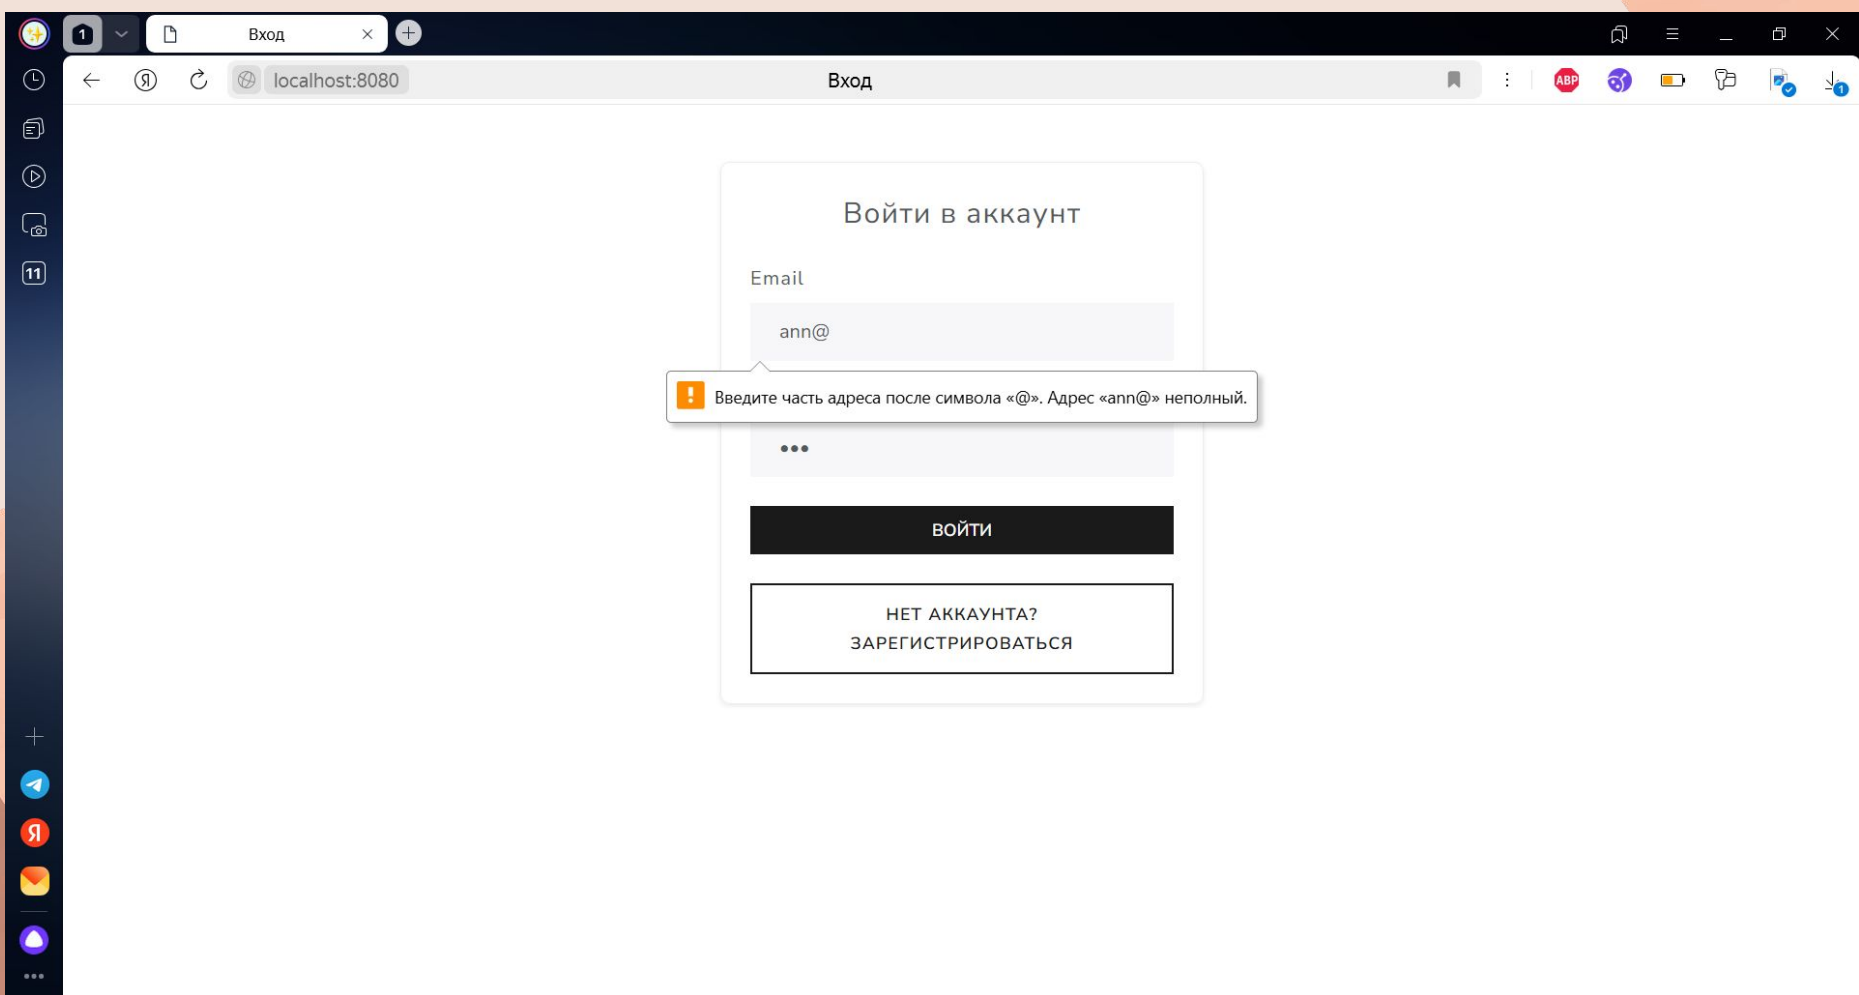 1
Вход
Я
localhost:8080
Вход
ABP
1
11
Войти в аккаунт
Email
ann@
Введите часть адреса после символа «@». Адрес «ann@» неполный.
•••
ВОЙТИ
НЕТ АККАУНТА?
ЗАРЕГИСТРИРОВАТЬСЯ
Я